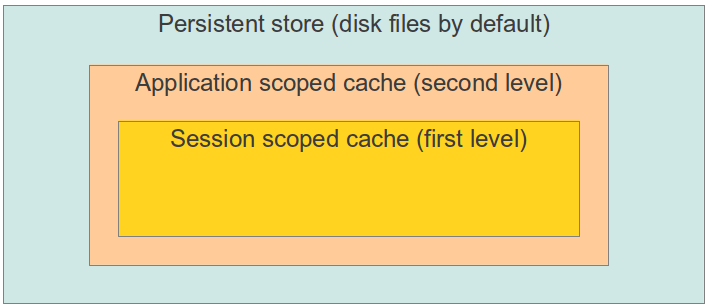 Persistent store (disk files by default)
Application scoped cache (second level)
Session scoped cache (first level)